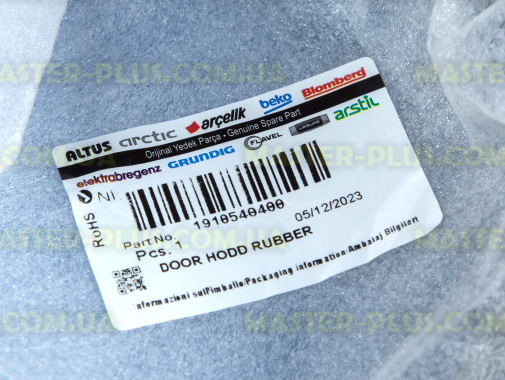 MASTER-PLUS.COM.UA
ALTUS arctic arçelik beko Blomberg
Orijinal Yedek Parça • Genuine Spare Part
elektrabregenz GRUNDIG FLAVEL LEISURE arstil
RoHS
Part No: 1910540400 05/12/2023
Pcs. 1
DOOR HODD RUBBER
Informazioni sull'imballo/Packaging information/Ambalaj Bilgileri